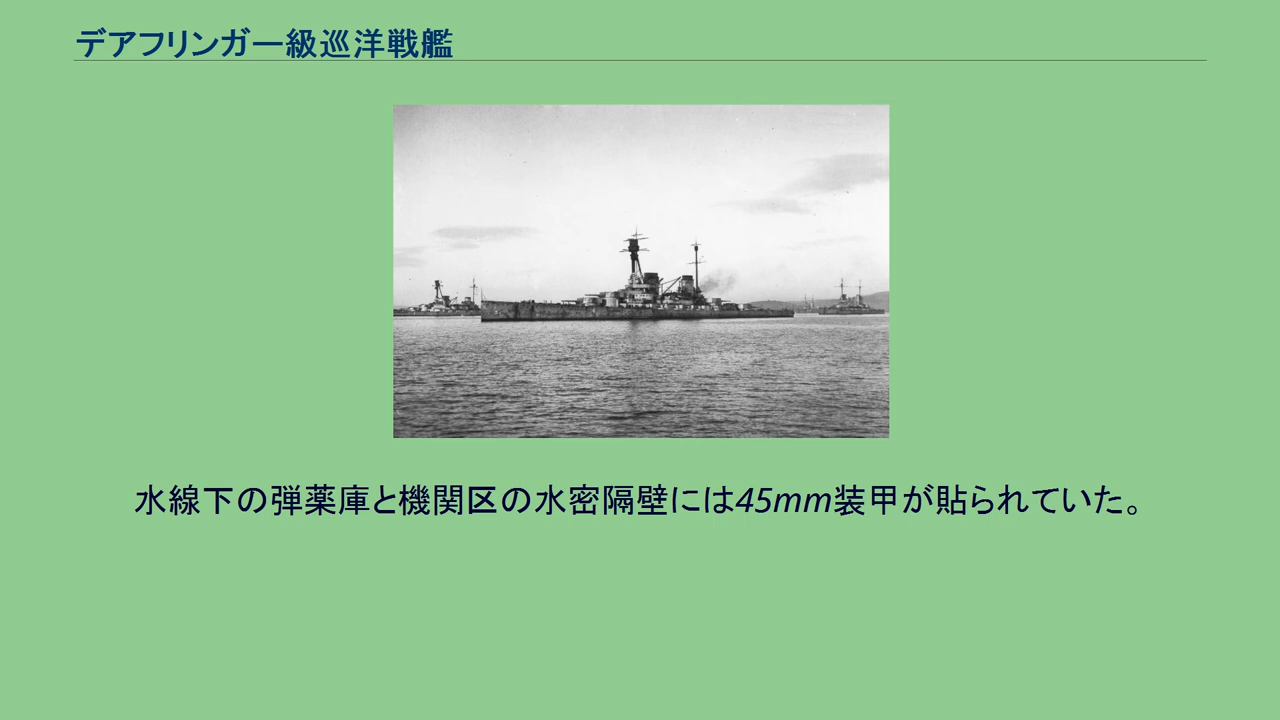 デアフリンガー級巡洋戦艦
水線下の弾薬庫と機関区の水密隔壁には45mm装甲が貼られていた。